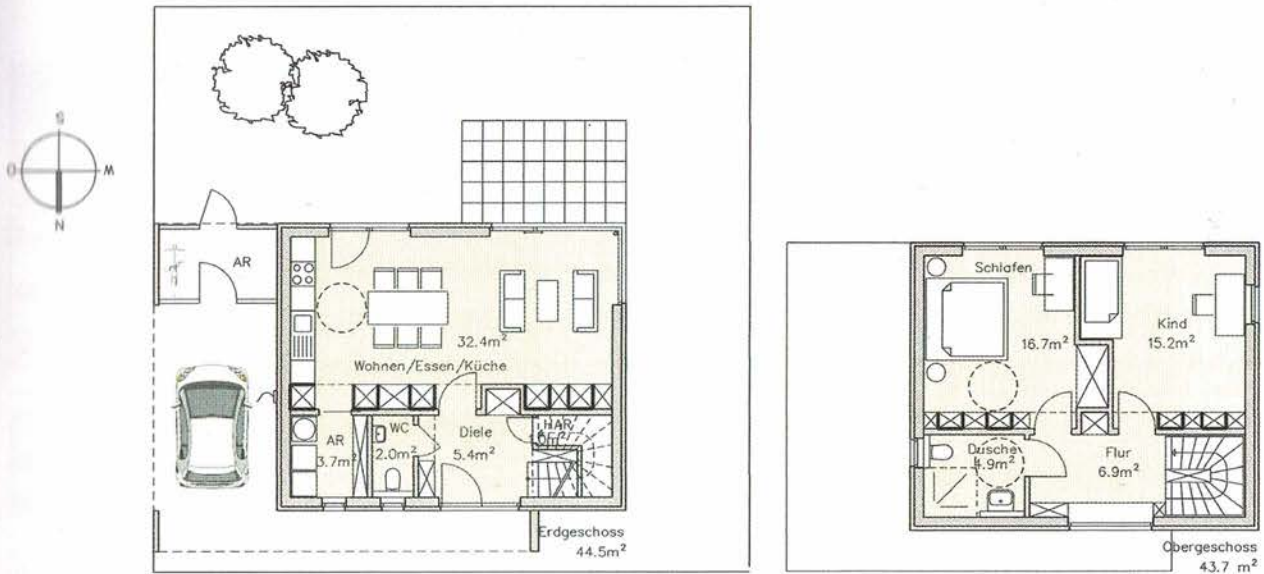 S
O
W
N
AR
32.4m²
Wohnen/Essen/Küche
AR
3.7m²
WC
2.0m²
Diele
5.4m²
HAR
Erdgeschoss
44.5m²
Schlafen
16.7m²
Kind
15.2m²
Dusche
4.9m²
Flur
6.9m²
Obergeschoss
43.7 m²